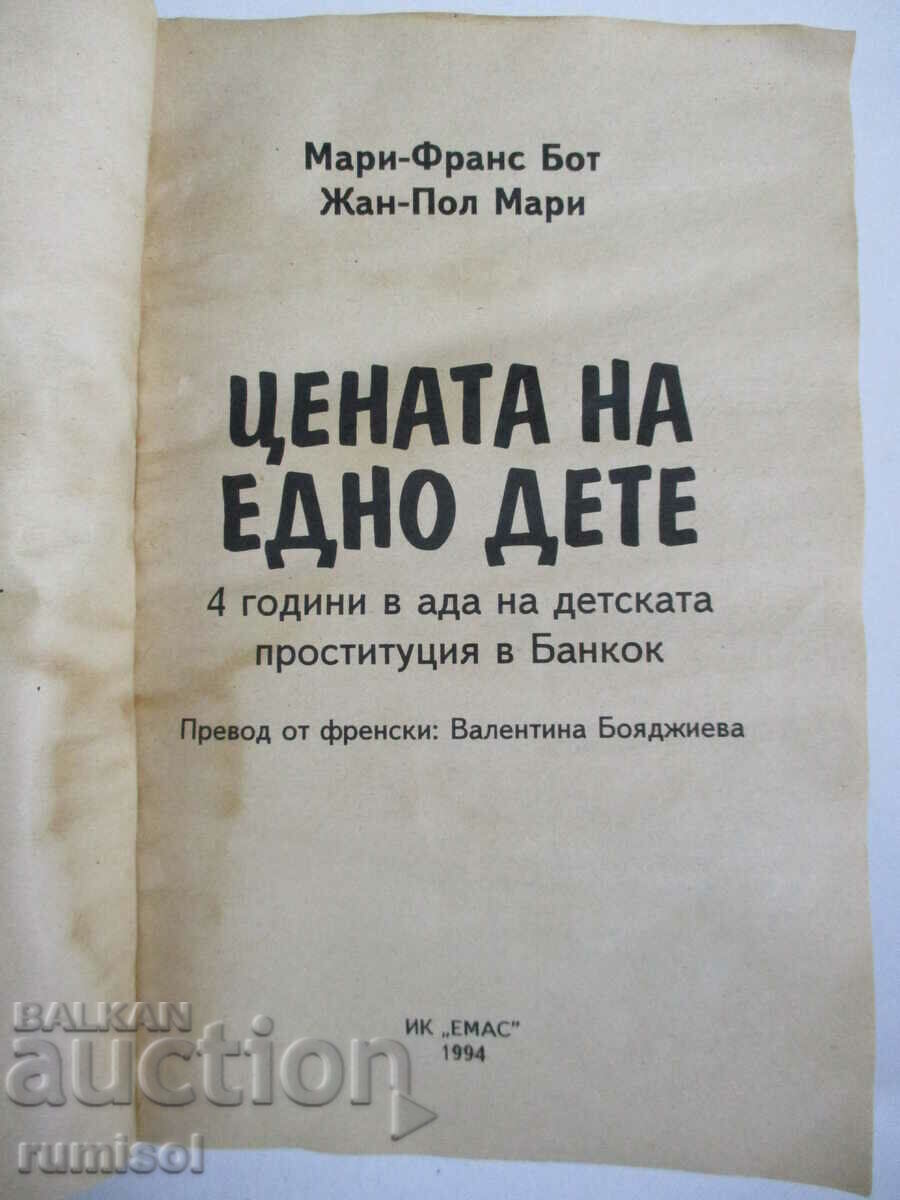 Мари-Франс Бот
Жан-Пол Мари
ЦЕНАТА НА
ЕДНО ДЕТЕ
4 години в ада на детската
проституция в Банкок
Превод от френски: Валентина Бояджиева
ИК „ЕМАС"
1994
BALKAN
auction
rumisol